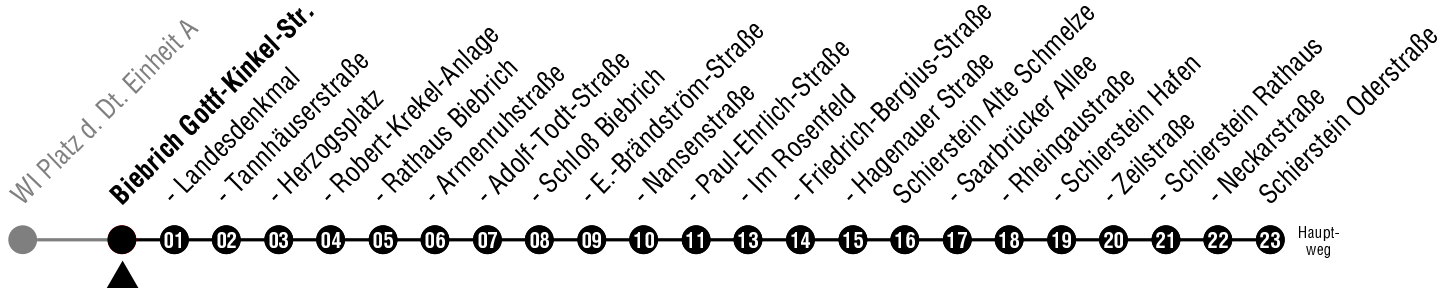 WI Platz d. Dt. Einheit A
Biebrich Gottf-Kinkel-Str.
- Landesdenkmal
- Tannhäuserstraße
- Herzogsplatz
- Robert-Krekel-Anlage
- Rathaus Biebrich
- Armenruhstraße
- Adolf-Todt-Straße
- Schloß Biebrich
- E.-Brändström-Straße
- Nansenstraße
- Paul-Ehrlich-Straße
- Im Rosenfeld
- Friedrich-Bergius-Straße
- Hagenauer Straße
Schierstein Alte Schmelze
- Saarbrücker Allee
- Rheingaustraße
- Schierstein Hafen
- Zeilstraße
- Schierstein Rathaus
- Neckarstraße
Schierstein Oderstraße
01 02 03 04 05 06 07 08 09 10 11 13 14 15 16 17 18 19 20 21 22 23
Haupt-
weg